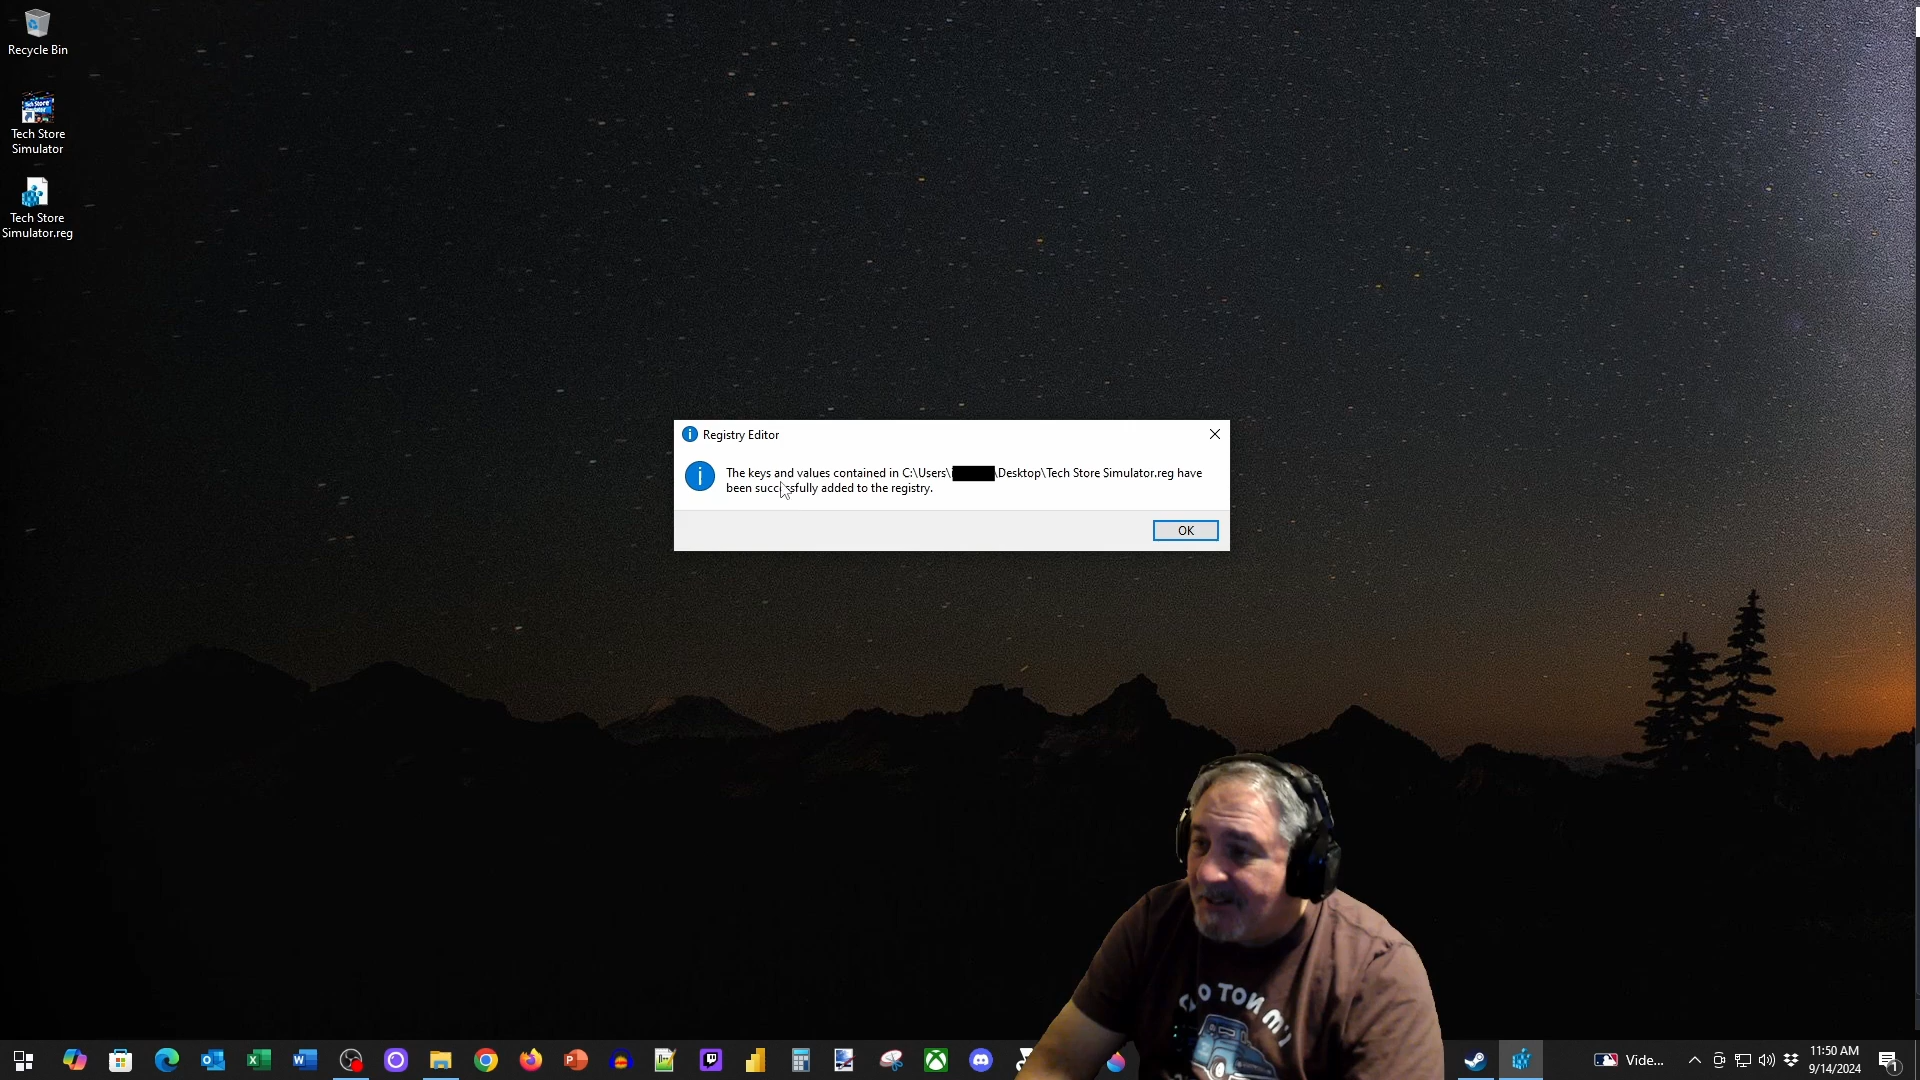 Recycle Bin
Tech Store
Simulator
Tech Store
Simulator.reg
Registry Editor
The keys and values contained in C:\Users\ \Desktop\Tech Store Simulator.reg have
been successfully added to the registry.
OK
I'M NOT O
Vide...
11:50 AM
9/14/2024
1